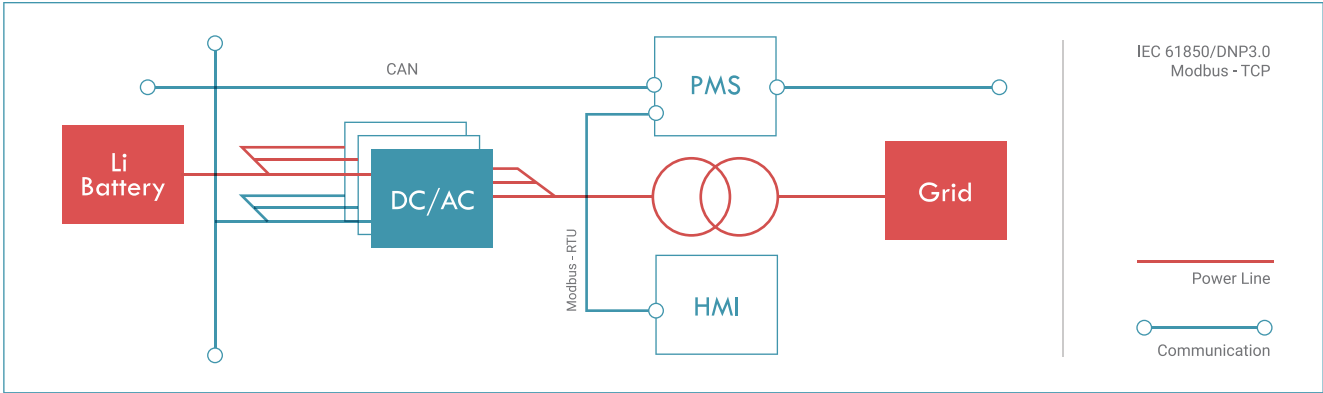 CAN
PMS
IEC 61850/DNP3.0
Modbus - TCP
Li
Battery
DC/AC
Grid
Modbus - RTU
HMI
Power Line
Communication